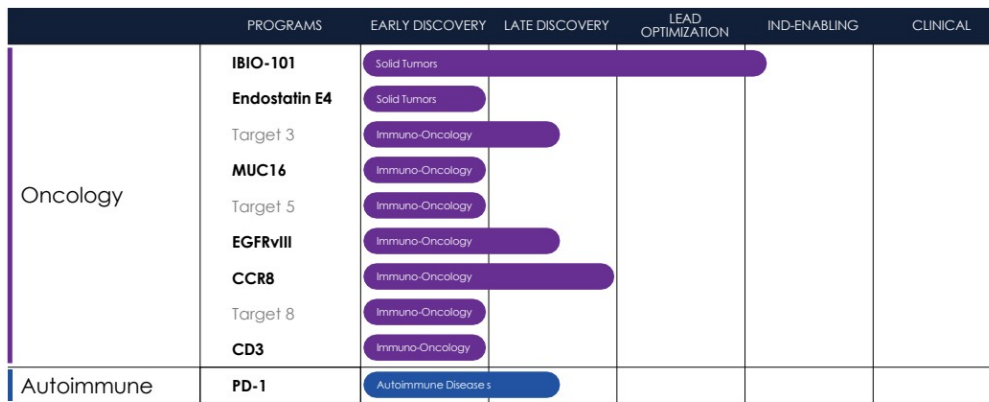 PROGRAMS EARLY DISCOVERY LATE DISCOVERY LEAD OPTIMIZATION IND-ENABLING CLINICAL
Oncology
IBIO-101 Solid Tumors
Endostatin E4 Solid Tumors
Target 3 Immuno-Oncology
MUC16 Immuno-Oncology
Target 5 Immuno-Oncology
EGFRvIII Immuno-Oncology
CCR8 Immuno-Oncology
Target 8 Immuno-Oncology
CD3 Immuno-Oncology
Autoimmune PD-1 Autoimmune Diseases